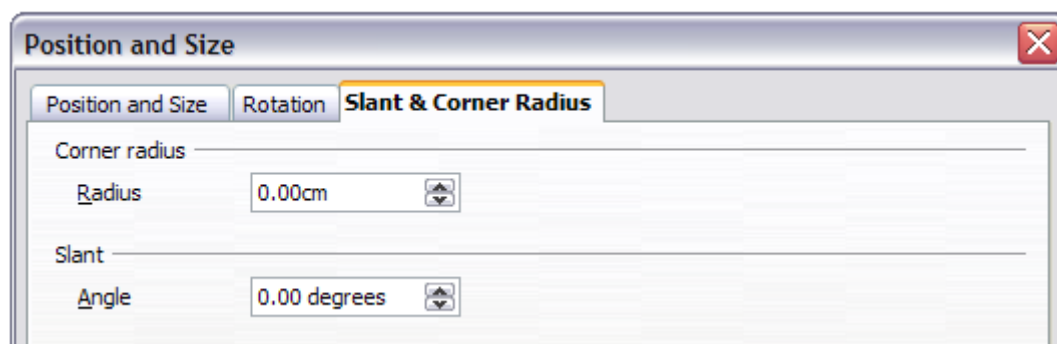 Position and Size
Position and Size Rotation Slant & Corner Radius
Corner radius
Radius 0.00cm
Slant
Angle 0.00 degrees